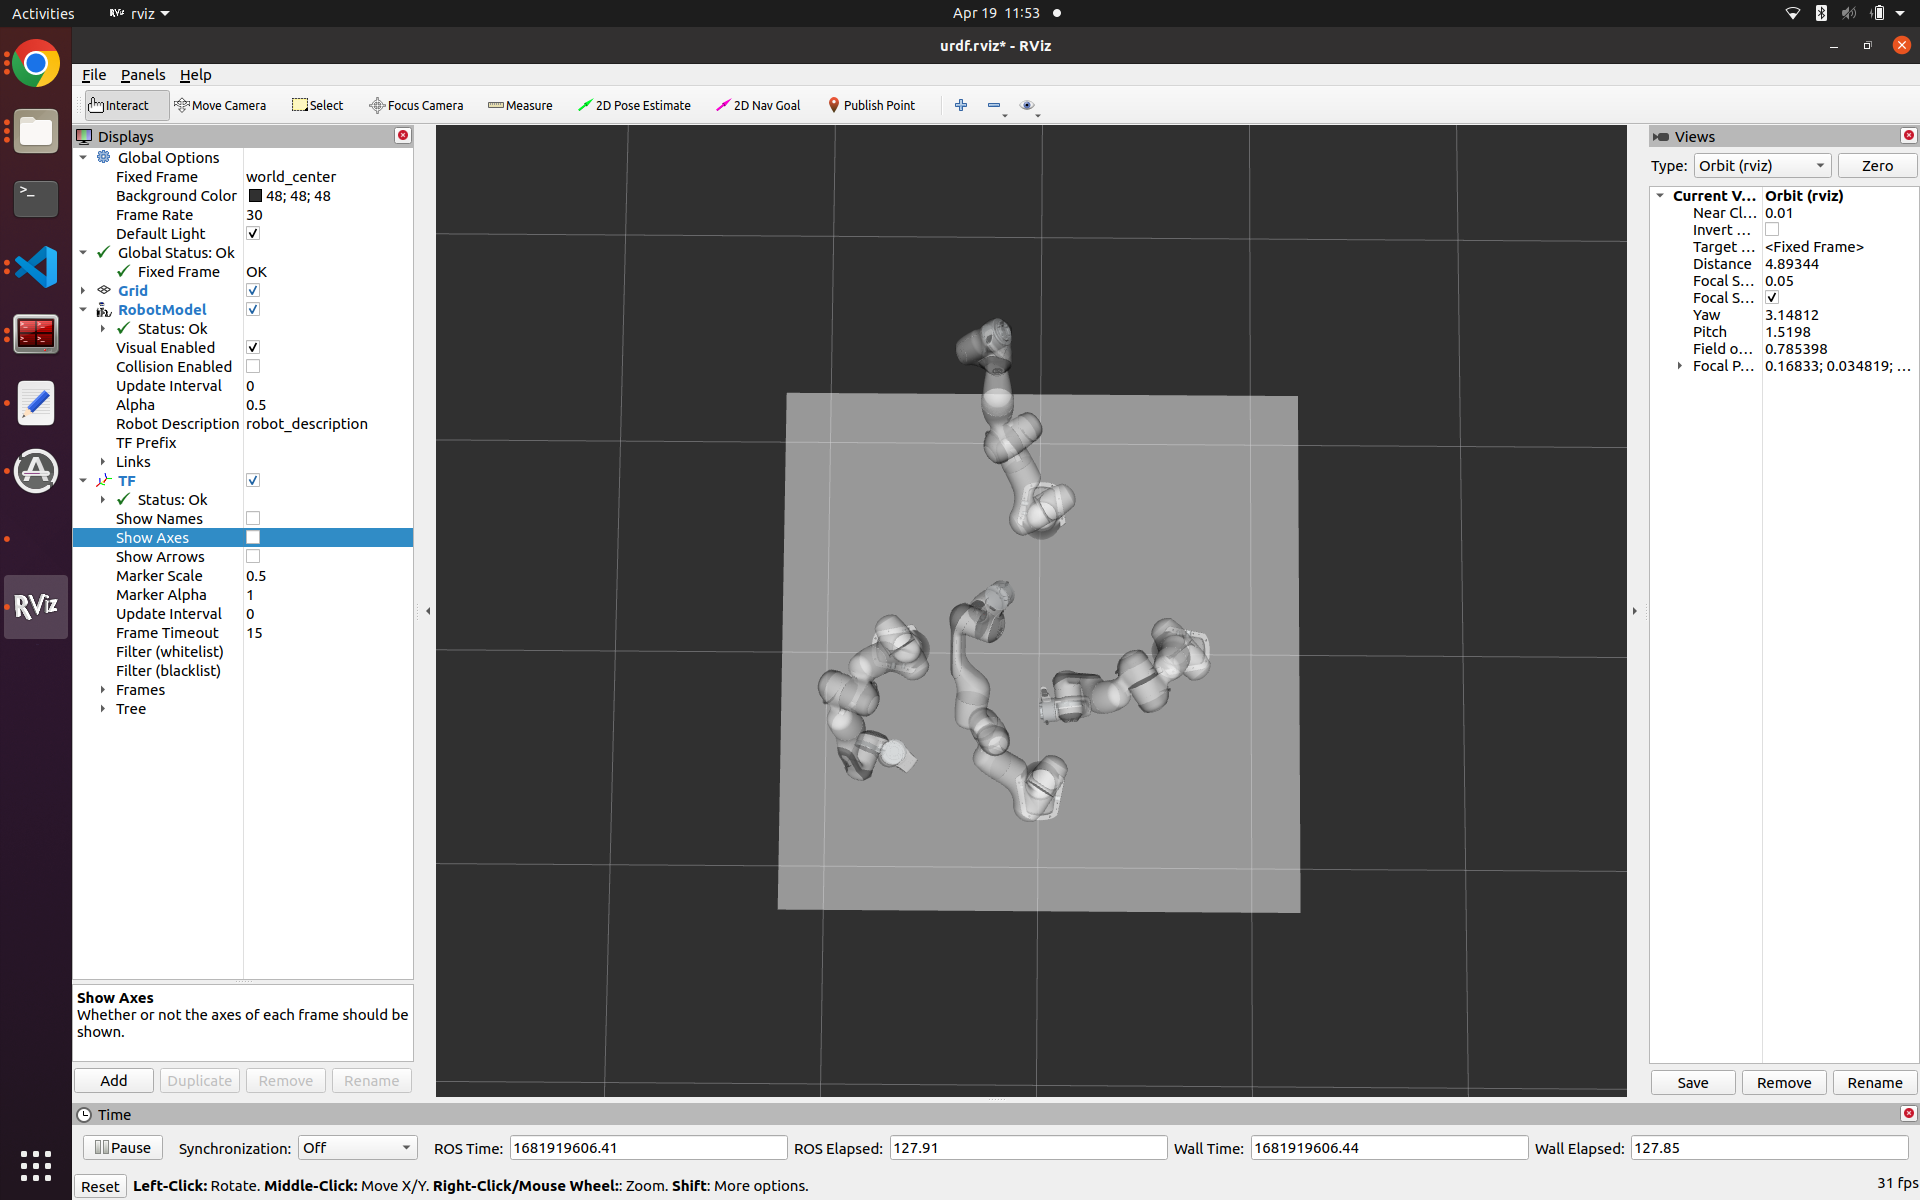 Activities rviz Apr 19 11:53
urdf.rviz* - RViz
File Panels Help
Interact Move Camera Select Focus Camera Measure 2D Pose Estimate 2D Nav Goal Publish Point
Displays
Global Options
Fixed Frame world_center
Background Color 48; 48; 48
Frame Rate 30
Default Light
Global Status: Ok
Fixed Frame OK
Grid
RobotModel
Status: Ok
Visual Enabled
Collision Enabled
Update Interval 0
Alpha 0.5
Robot Description robot_description
TF Prefix
Links
TF
Status: Ok
Show Names
Show Axes
Show Arrows
Marker Scale 0.5
Marker Alpha 1
Update Interval 0
Frame Timeout 15
Filter (whitelist)
Filter (blacklist)
Frames
Tree
Show Axes
Whether or not the axes of each frame should be
shown.
Add Duplicate Remove Rename
Views
Type: Orbit (rviz) Zero
Current V... Orbit (rviz)
Near Cl... 0.01
Invert ...
Target ... <Fixed Frame>
Distance 4.89344
Focal S... 0.05
Focal S...
Yaw 3.14812
Pitch 1.5198
Field o... 0.785398
Focal P... 0.16833; 0.034819; ...
Save Remove Rename
RViz
Time
Pause Synchronization: Off ROS Time: 1681919606.41 ROS Elapsed: 127.91 Wall Time: 1681919606.44 Wall Elapsed: 127.85
Reset Left-Click: Rotate. Middle-Click: Move X/Y. Right-Click/Mouse Wheel:: Zoom. Shift: More options. 31 fps